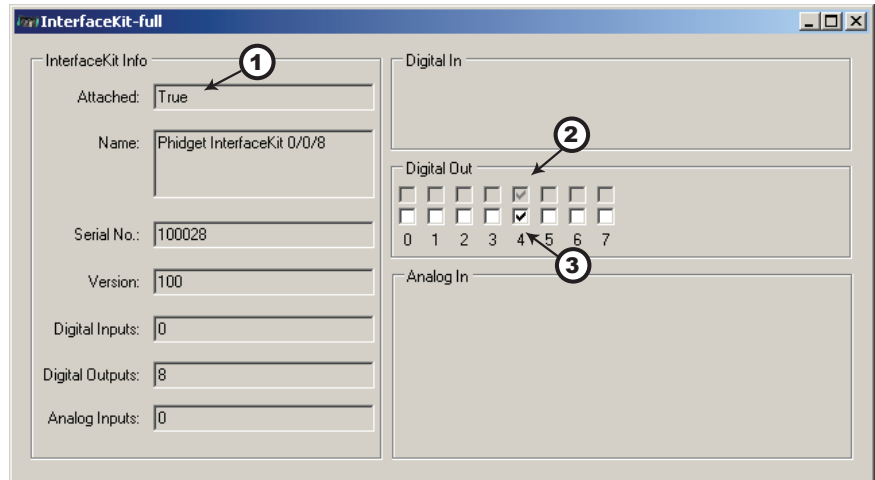 InterfaceKit-full
InterfaceKit Info
1
Attached: True
Name: Phidget InterfaceKit 0/0/8
Serial No.: 100028
Version: 100
Digital Inputs: 0
Digital Outputs: 8
Analog Inputs: 0
Digital In
2
Digital Out
0 1 2 3 4 5 6 7
3
Analog In